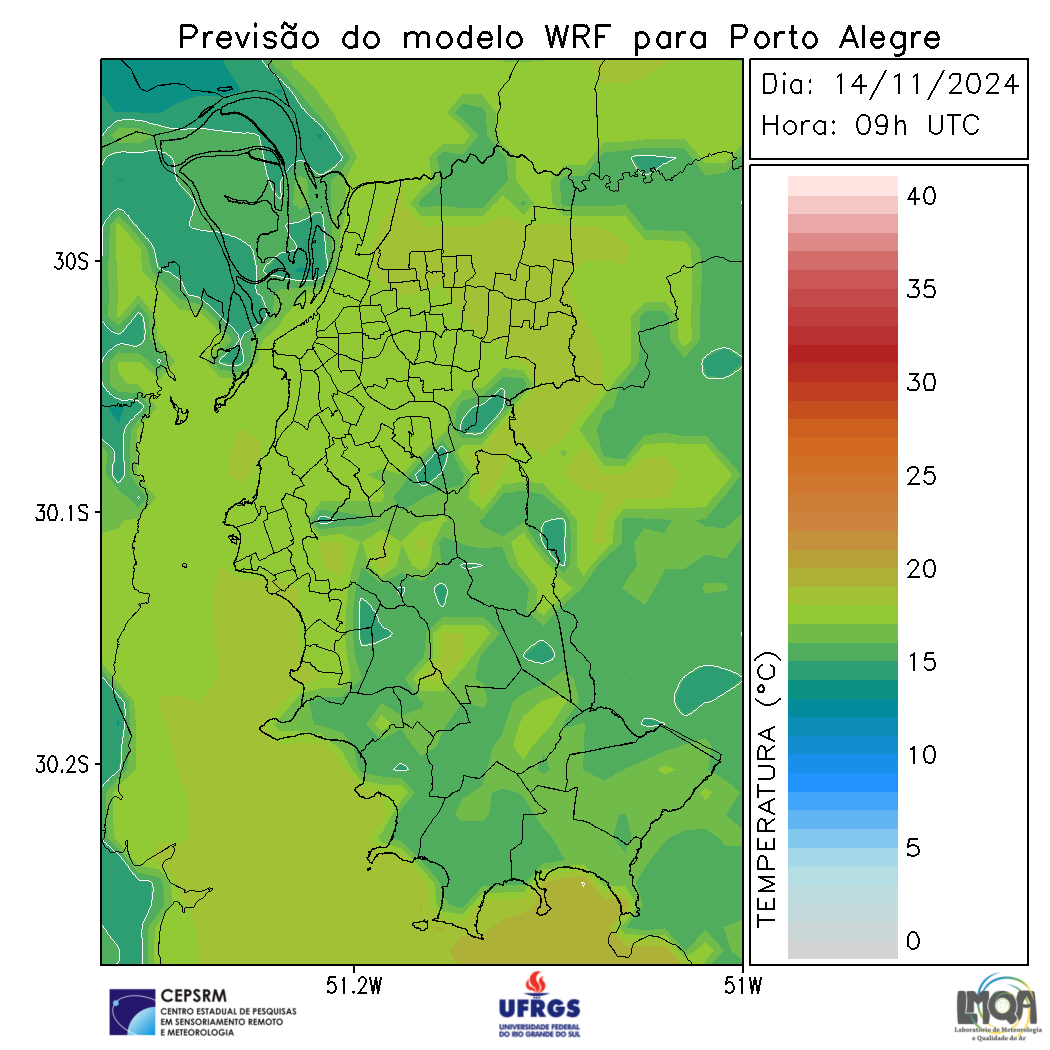 Previsão do modelo WRF para Porto Alegre
Dia: 14/11/2024
Hora: 09h UTC
30S
30.1S
30.2S
51.2W
51W
TEMPERATURA (°C)
40
35
30
25
20
15
10
5
0
CEPSRM
CENTRO ESTADUAL DE PESQUISAS
EM SENSORIAMENTO REMOTO
E METEOROLOGIA
UFRGS
UNIVERSIDADE FEDERAL
DO RIO GRANDE DO SUL
LMQA
Laboratório de Meteorologia
e Qualidade do Ar